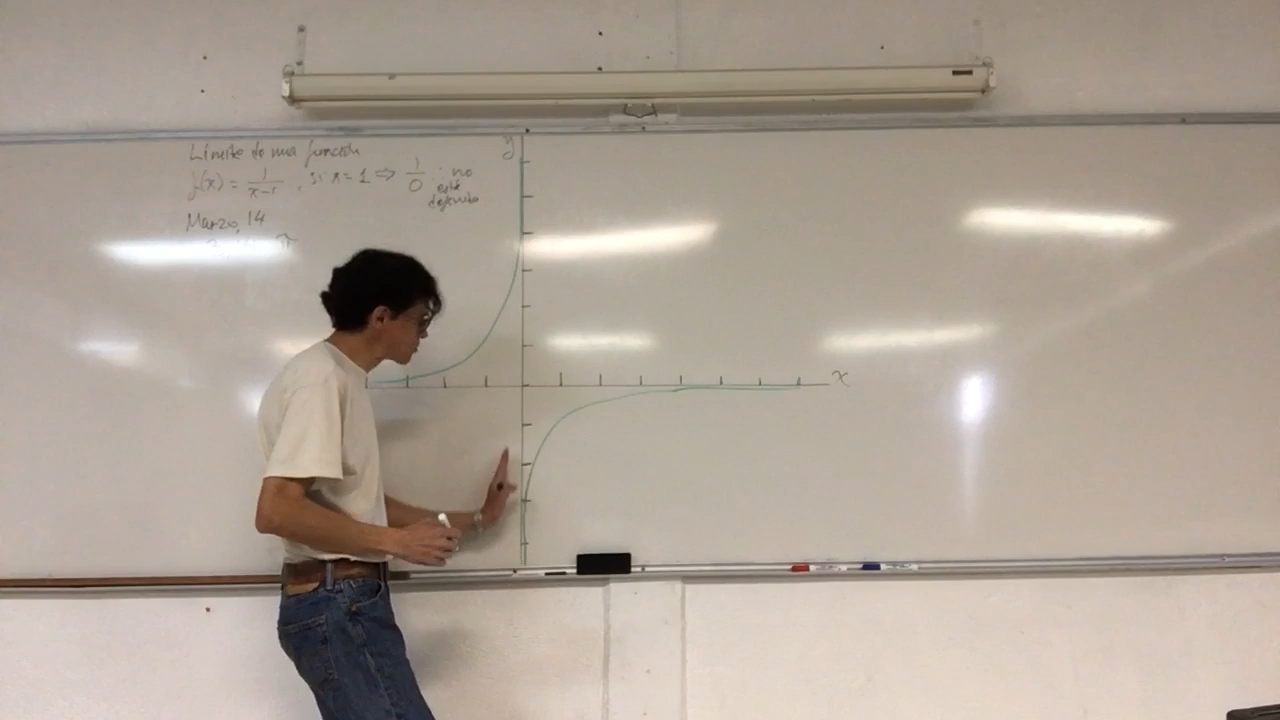 Límite de una función
f(x) = 1/(x-1) , si x = 1 ⇒ 1/0 : no está definido
Marzo, 14
y
x